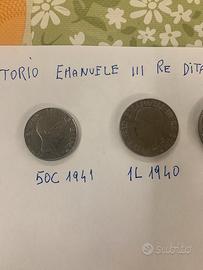 TORIO EMANUELE III RE DITA
50C 1941 1L 1940
subito